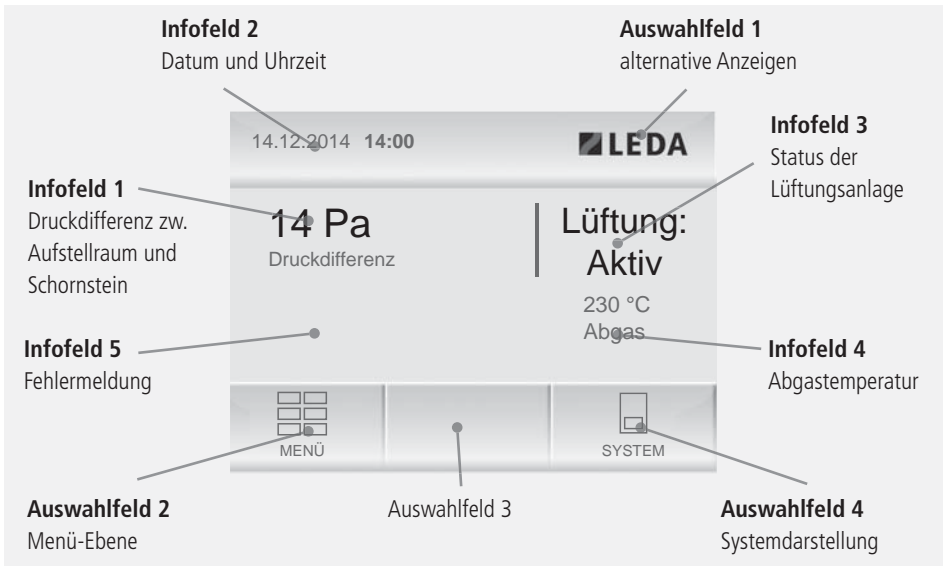 Infofeld 2
Datum und Uhrzeit
Auswahlfeld 1
alternative Anzeigen
14.12.2014 14:00
LEDA
Infofeld 3
Status der
Lüftungsanlage
Infofeld 1
Druckdifferenz zw.
Aufstellraum und
Schornstein
14 Pa
Druckdifferenz
Lüftung:
Aktiv
230 °C
Abgas
Infofeld 5
Fehlermeldung
Infofeld 4
Abgastemperatur
MENÜ
SYSTEM
Auswahlfeld 2
Menü-Ebene
Auswahlfeld 3
Auswahlfeld 4
Systemdarstellung